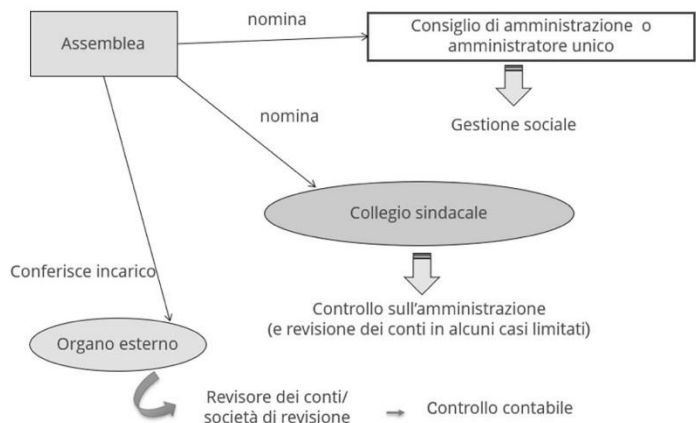 nomina
Assemblea
Consiglio di amministrazione o
amministratore unico
nomina
Gestione sociale
Collegio sindacale
Conferisce incarico
Controllo sull'amministrazione
(e revisione dei conti in alcuni casi limitati)
Organo esterno
Revisore dei conti/
società di revisione
Controllo contabile